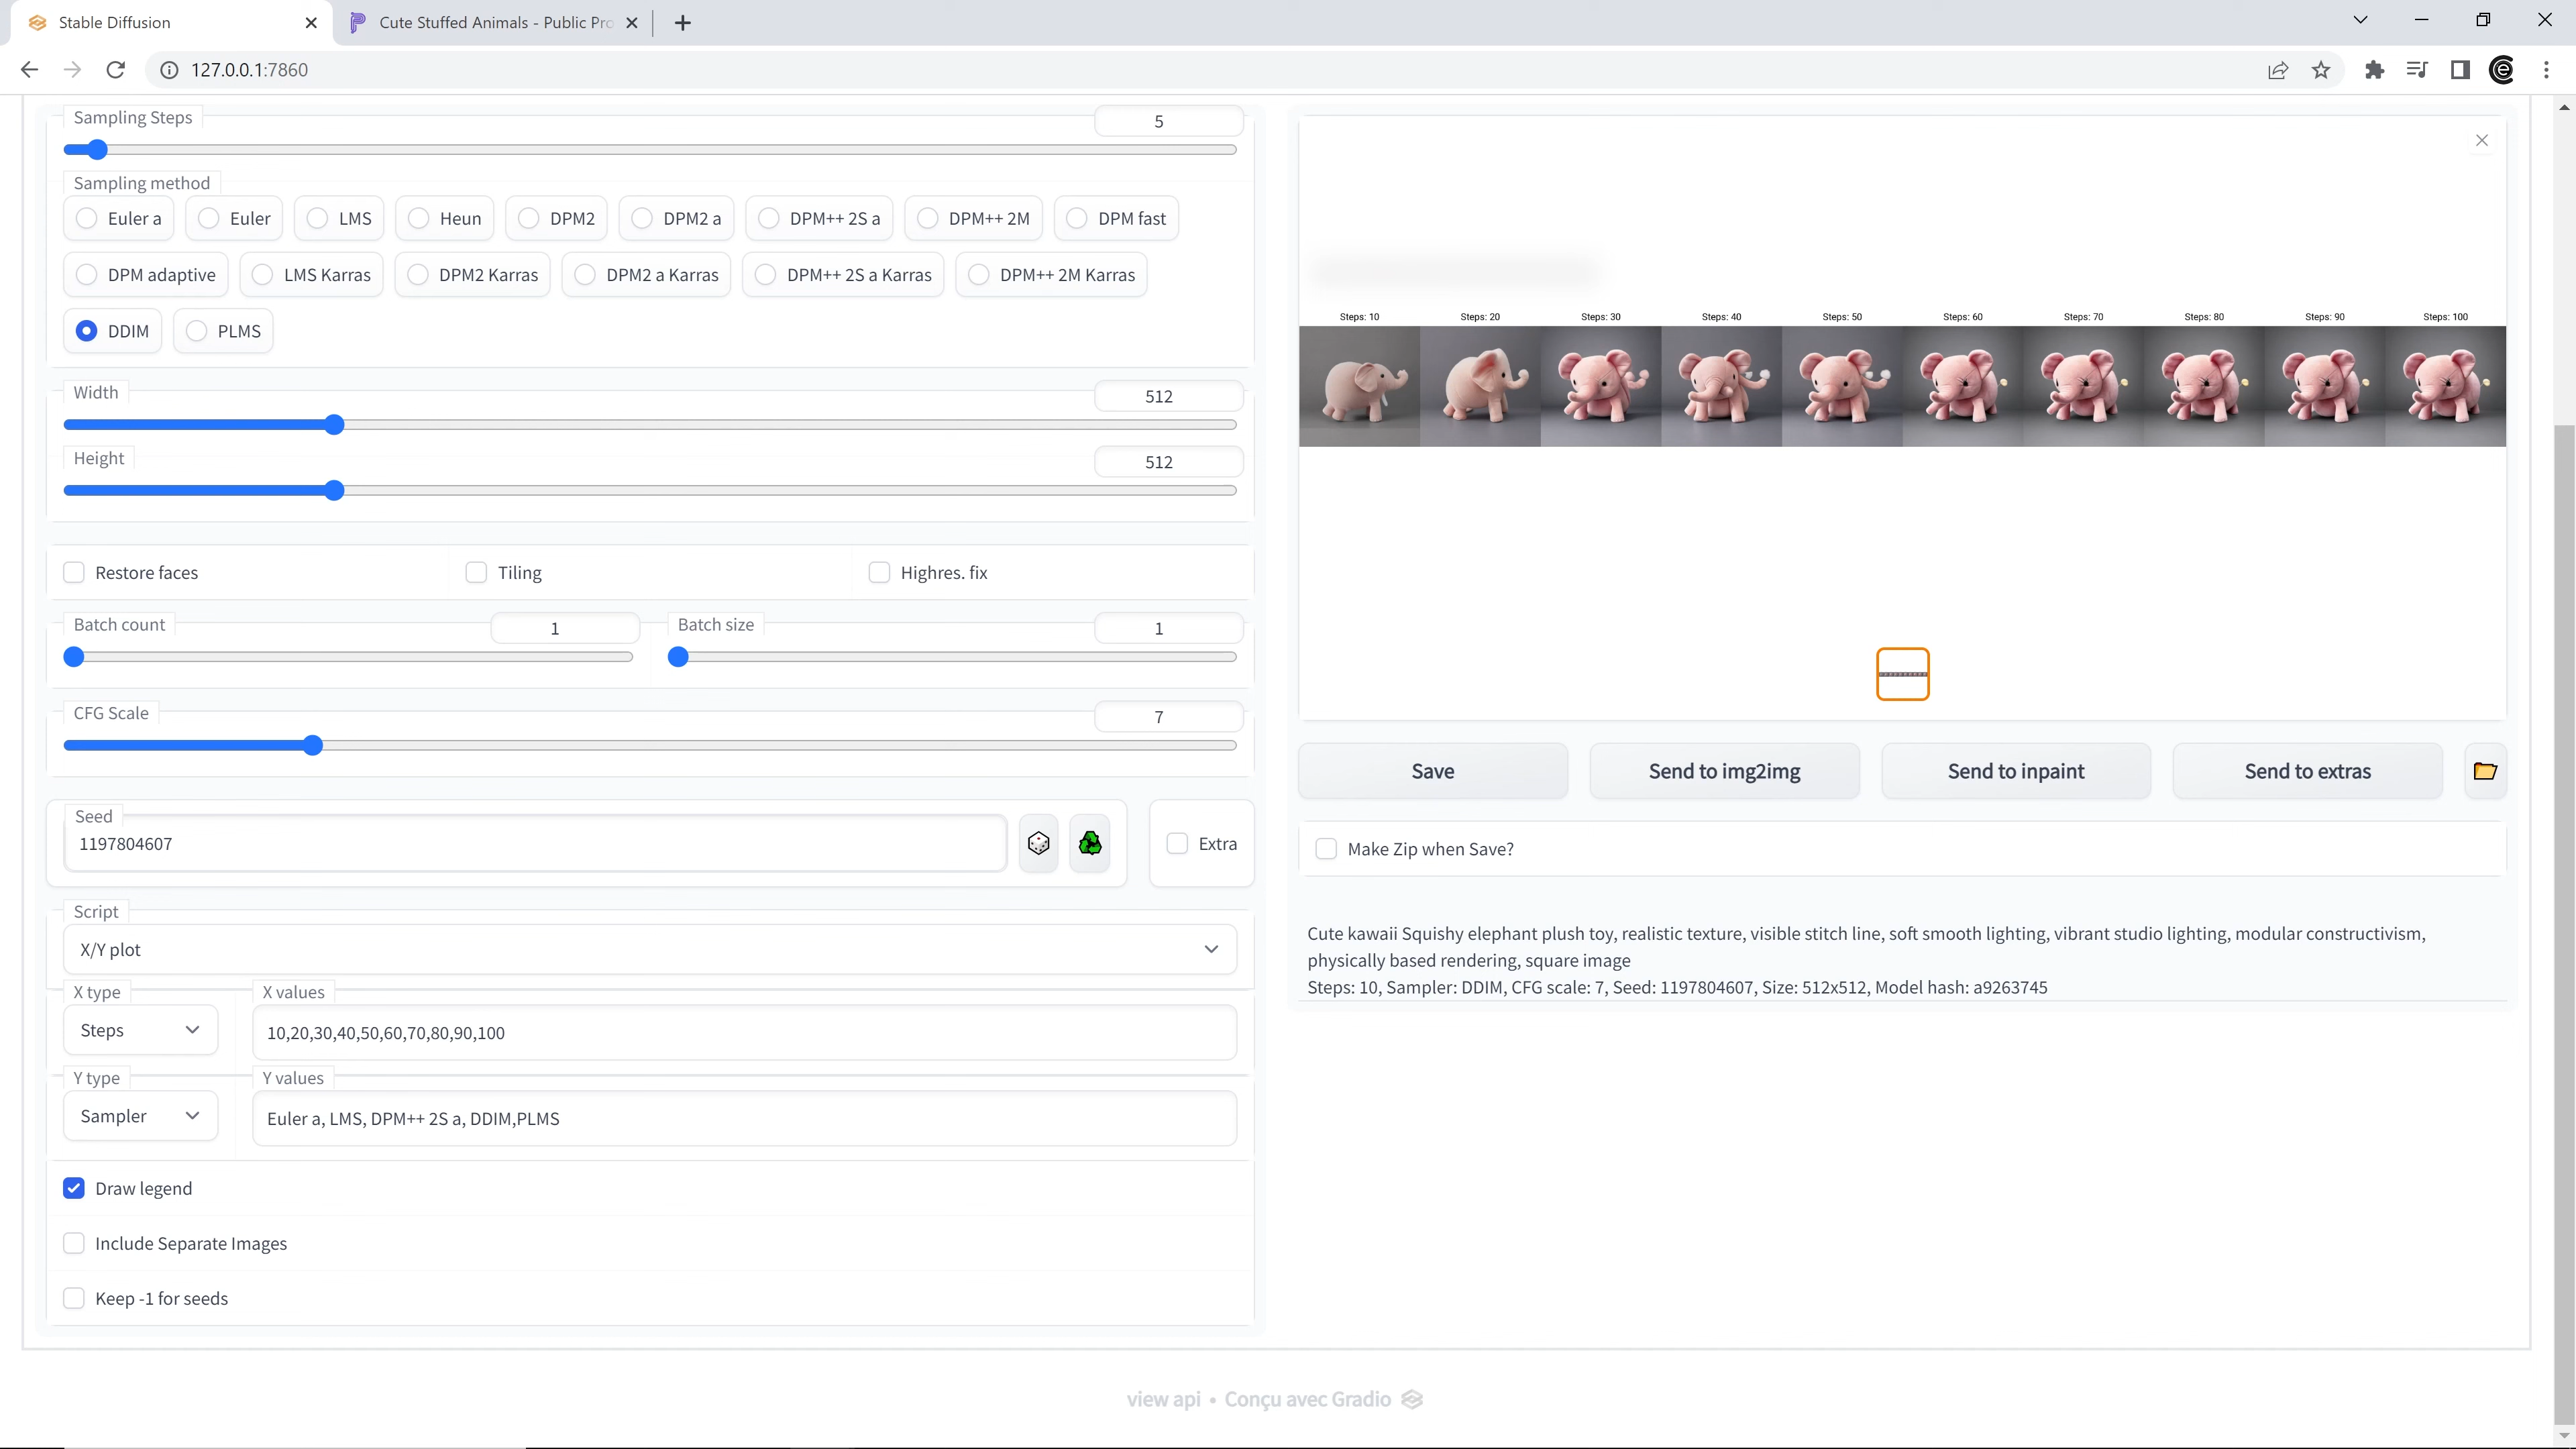 Stable Diffusion
Cute Stuffed Animals - Public Pro
127.0.0.1:7860
Sampling Steps
5
Sampling method
Euler a Euler LMS Heun DPM2 DPM2 a DPM++ 2S a DPM++ 2M DPM fast
DPM adaptive LMS Karras DPM2 Karras DPM2 a Karras DPM++ 2S a Karras DPM++ 2M Karras
DDIM PLMS
Width
512
Height
512
Restore faces Tiling Highres. fix
Batch count
1
Batch size
1
CFG Scale
7
Seed
1197804607
Extra
Script
X/Y plot
X type
Steps
X values
10,20,30,40,50,60,70,80,90,100
Y type
Sampler
Y values
Euler a, LMS, DPM++ 2S a, DDIM,PLMS
Draw legend
Include Separate Images
Keep -1 for seeds
Steps: 10 Steps: 20 Steps: 30 Steps: 40 Steps: 50 Steps: 60 Steps: 70 Steps: 80 Steps: 90 Steps: 100
Save Send to img2img Send to inpaint Send to extras
Make Zip when Save?
Cute kawaii Squishy elephant plush toy, realistic texture, visible stitch line, soft smooth lighting, vibrant studio lighting, modular constructivism,
physically based rendering, square image
Steps: 10, Sampler: DDIM, CFG scale: 7, Seed: 1197804607, Size: 512x512, Model hash: a9263745
view api • Conçu avec Gradio